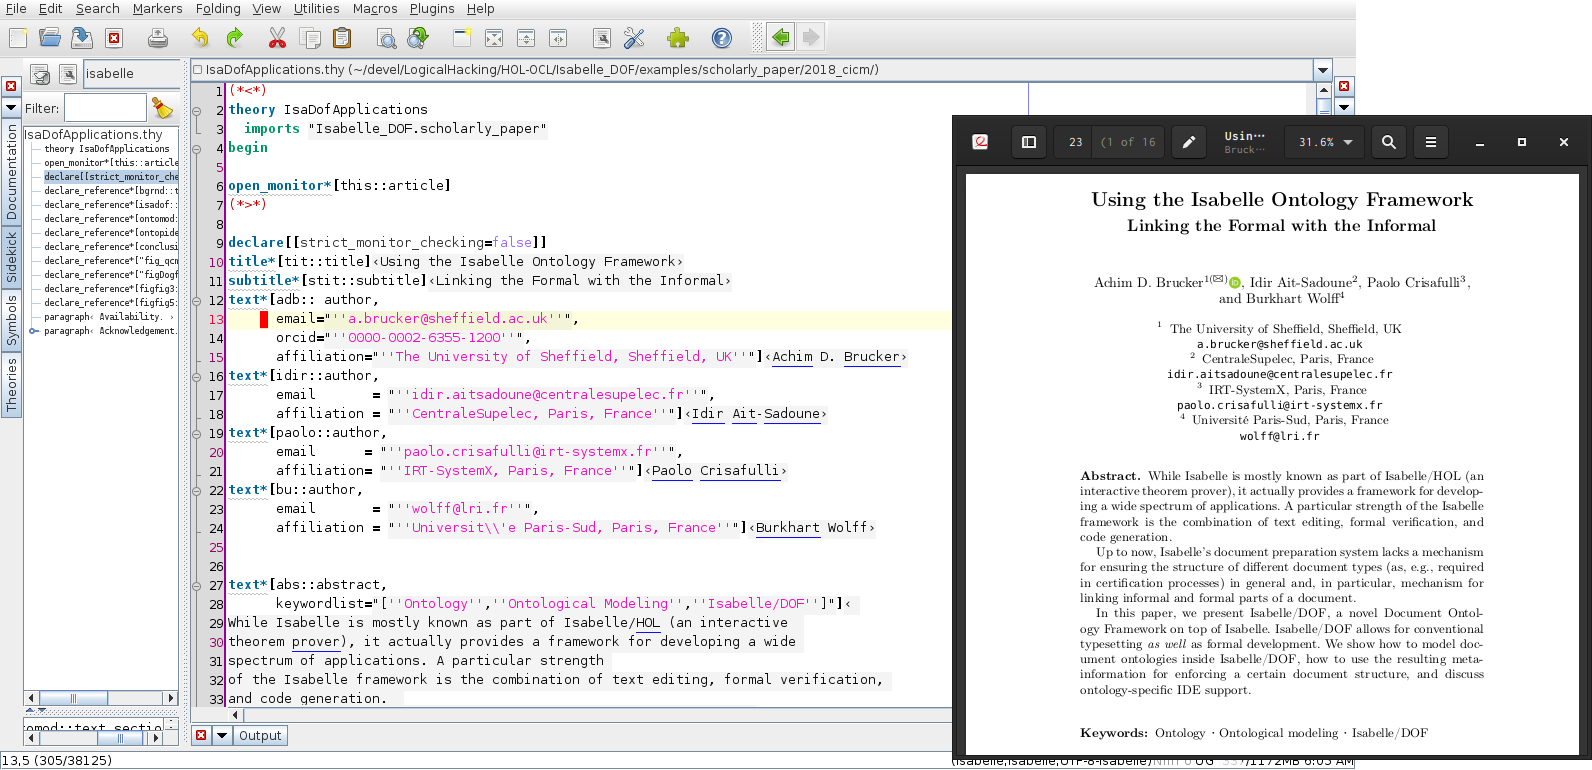 File Edit Search Markers Folding View Utilities Macros Plugins Help
isabelle
Filter:
IsaDofApplications.thy
theory IsaDofApplications
open_monitor*[this::article
declare[[strict_monitor_che
declare_reference*[bgrnd::t
declare_reference*[isadof:
declare_reference*[ontomod:
declare_reference*[ontopide
declare_reference*[conclusi
declare_reference*["fig_qcn
declare_reference*["figDogf
declare_reference*[figfig3:
declare_reference*[figfig5:
paragraph‹ Availability. ›
paragraph‹ Acknowledgement.
Documentation
Sidekick
Symbols
Theories
omod::text section
IsaDofApplications.thy (~/devel/LogicalHacking/HOL-OCL/Isabelle_DOF/examples/scholarly_paper/2018_cicm/)
1 (*<*)
2 theory IsaDofApplications
3 imports "Isabelle_DOF.scholarly_paper"
4 begin
5
6 open_monitor*[this::article]
7 (*>*)
8
9 declare[[strict_monitor_checking=false]]
10 title*[tit::title]‹Using the Isabelle Ontology Framework›
11 subtitle*[stit::subtitle]‹Linking the Formal with the Informal›
12 text*[adb:: author,
13 email="''a.brucker@sheffield.ac.uk''",
14 orcid="''0000-0002-6355-1200''",
15 affiliation="''The University of Sheffield, Sheffield, UK''"]‹Achim D. Brucker›
16 text*[idir::author,
17 email = "''idir.aitsadoune@centralesupelec.fr''",
18 affiliation = "''CentraleSupelec, Paris, France''"]‹Idir Ait-Sadoune›
19 text*[paolo::author,
20 email = "''paolo.crisafulli@irt-systemx.fr''",
21 affiliation= "''IRT-SystemX, Paris, France''"]‹Paolo Crisafulli›
22 text*[bu::author,
23 email = "''wolff@lri.fr''",
24 affiliation = "''Universit\\'e Paris-Sud, Paris, France''"]‹Burkhart Wolff›
25
26
27 text*[abs::abstract,
28 keywordlist="[''Ontology'',''Ontological Modeling'',''Isabelle/DOF'']"]‹
29 While Isabelle is mostly known as part of Isabelle/HOL (an interactive
30 theorem prover), it actually provides a framework for developing a wide
31 spectrum of applications. A particular strength
32 of the Isabelle framework is the combination of text editing, formal verification,
33 and code generation.
Output
13,5 (305/38125)
(isabelle,isabelle,UTF-8-Isabelle) UG /1172MB 6:05 AM
23 (1 of 16
Usin···
Bruck···
31.6%
Using the Isabelle Ontology Framework
Linking the Formal with the Informal
Achim D. Brucker1(✉), Idir Ait-Sadoune2, Paolo Crisafulli3,
and Burkhart Wolff4
1 The University of Sheffield, Sheffield, UK
a.brucker@sheffield.ac.uk
2 CentraleSupelec, Paris, France
idir.aitsadoune@centralesupelec.fr
3 IRT-SystemX, Paris, France
paolo.crisafulli@irt-systemx.fr
4 Université Paris-Sud, Paris, France
wolff@lri.fr
Abstract. While Isabelle is mostly known as part of Isabelle/HOL (an
interactive theorem prover), it actually provides a framework for develop-
ing a wide spectrum of applications. A particular strength of the Isabelle
framework is the combination of text editing, formal verification, and
code generation.
Up to now, Isabelle's document preparation system lacks a mechanism
for ensuring the structure of different document types (as, e.g., required
in certification processes) in general and, in particular, mechanism for
linking informal and formal parts of a document.
In this paper, we present Isabelle/DOF, a novel Document Ontol-
ogy Framework on top of Isabelle. Isabelle/DOF allows for conventional
typesetting as well as formal development. We show how to model doc-
ument ontologies inside Isabelle/DOF, how to use the resulting meta-
information for enforcing a certain document structure, and discuss
ontology-specific IDE support.
Keywords: Ontology · Ontological modeling · Isabelle/DOF